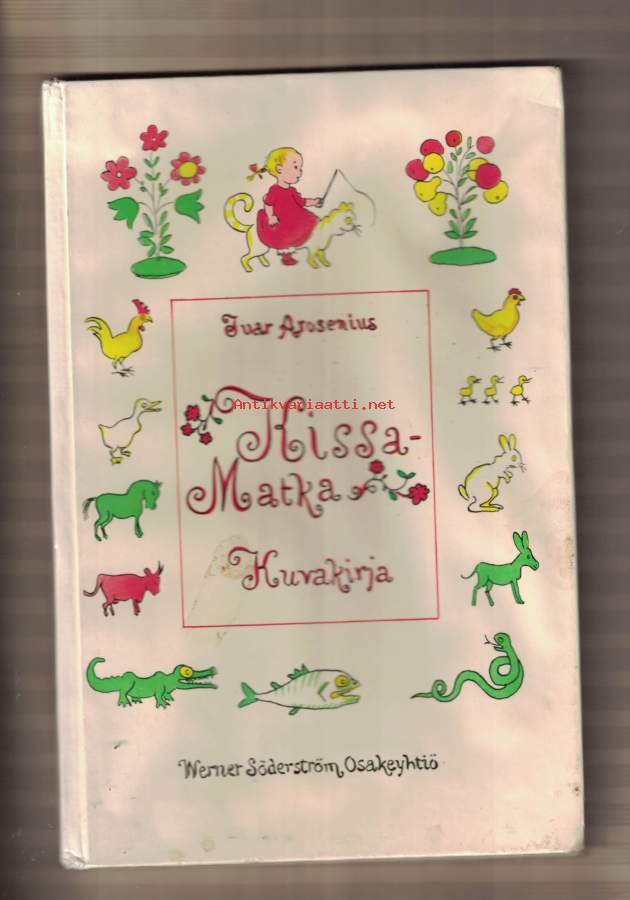 Ivar Arosenius
Antikvariaatti.net
Kissa-
Matka
Kuvakirja
Werner Söderström Osakeyhtiö